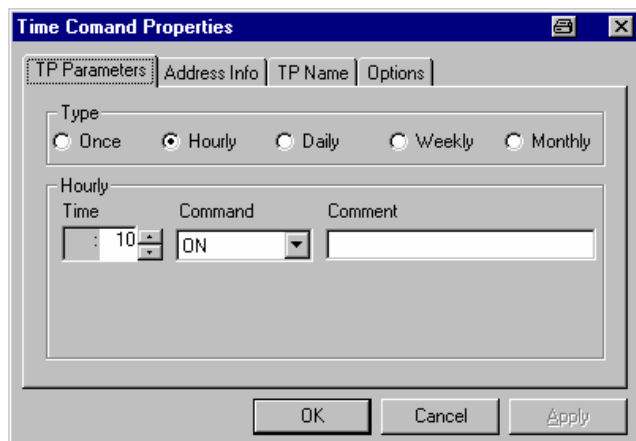 Time Comand Properties
TP Parameters Address Info TP Name Options
Type
Once Hourly Daily Weekly Monthly
Hourly
Time Command Comment
: 10 ON
OK Cancel Apply